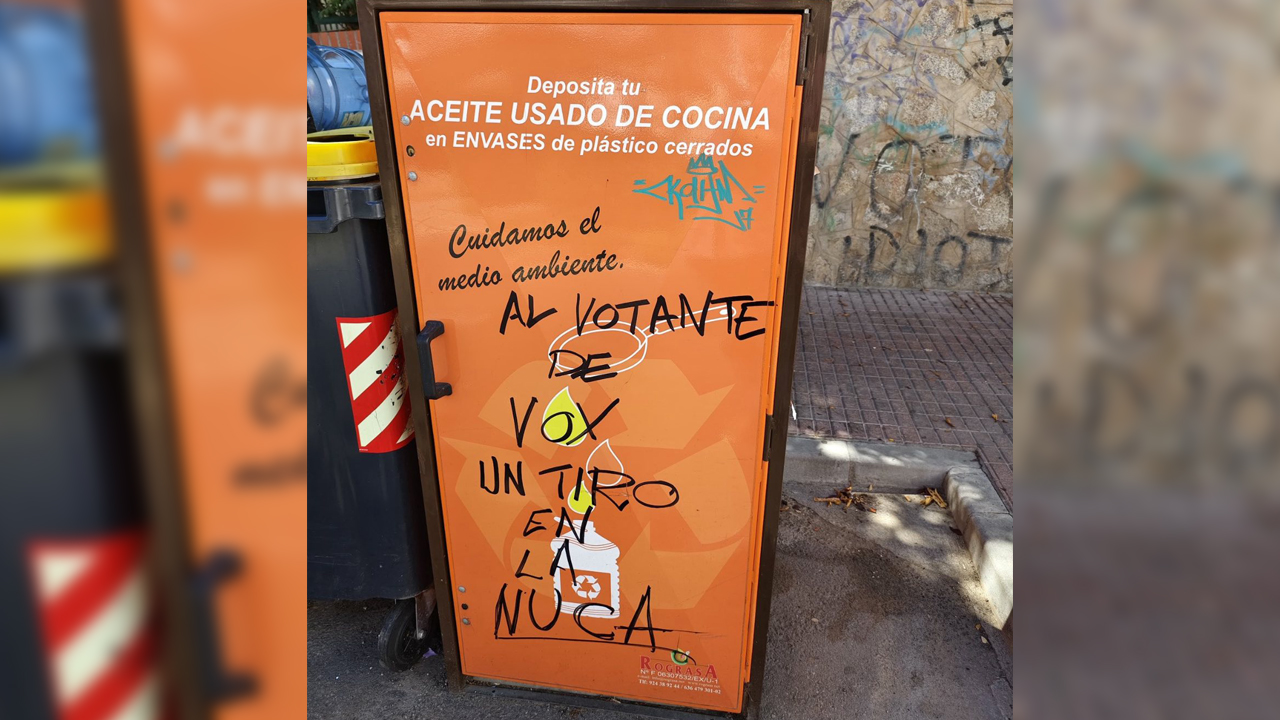 Deposita tu
ACEITE USADO DE COCINA
en ENVASES de plástico cerrados
Cuidamos el
medio ambiente.
AL VOTANTE
DE
VOX
UN TIRO
EN
LA
NUCA
ROGRASA
IDIOT